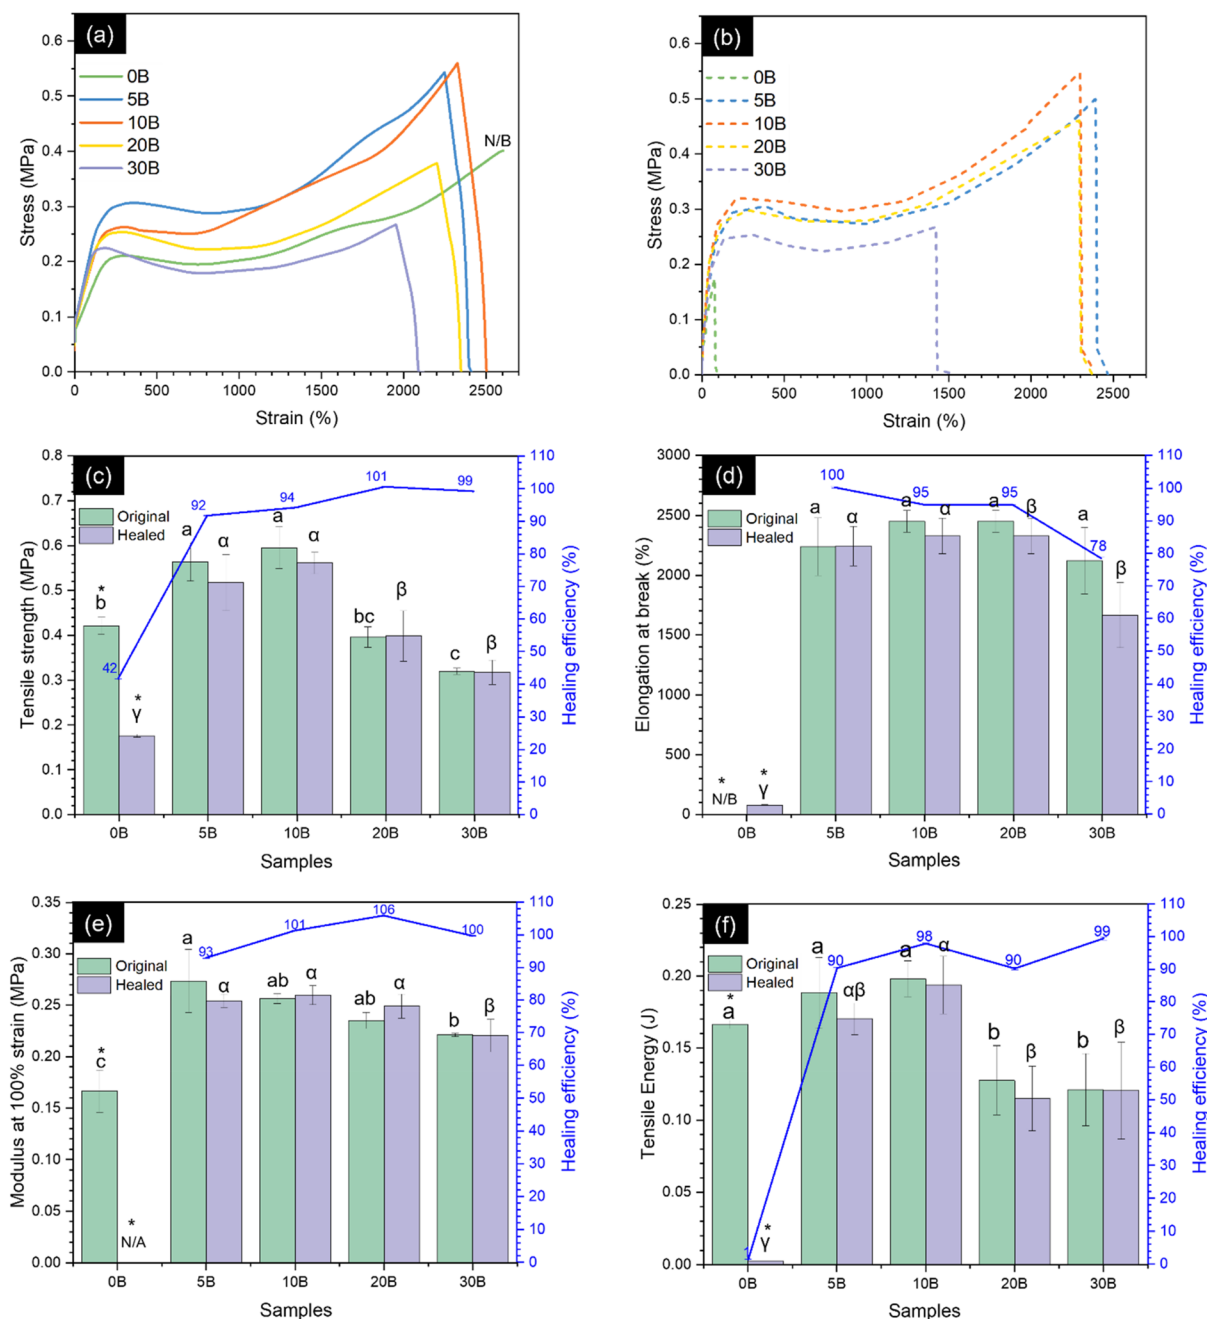 (a)
0B
5B
10B
20B
30B
N/B
0.6
0.5
0.4
0.3
0.2
0.1
0.0
Stress (MPa)
0
500
1000
1500
2000
2500
Strain (%)
(b)
0B
5B
10B
20B
30B
0.6
0.5
0.4
0.3
0.2
0.1
0.0
Stress (MPa)
0
500
1000
1500
2000
2500
Strain (%)
(c)
Original
Healed
0.8
0.7
0.6
0.5
0.4
0.3
0.2
0.1
0.0
Tensile strength (MPa)
42
92
94
101
99
*
b
*
γ
a
α
a
α
bc
β
c
β
110
100
90
80
70
60
50
40
30
20
10
0
Healing efficiency (%)
0B
5B
10B
20B
30B
Samples
(d)
Original
Healed
3000
2500
2000
1500
1000
500
0
Elongation at break (%)
100
95
95
78
*
N/B
*
γ
a
α
a
α
a
β
a
β
110
100
90
80
70
60
50
40
30
20
10
0
Healing efficiency (%)
0B
5B
10B
20B
30B
Samples
(e)
Original
Healed
0.35
0.30
0.25
0.20
0.15
0.10
0.05
0.00
Modulus at 100% strain (MPa)
93
101
106
100
*
c
*
N/A
a
α
ab
α
ab
α
b
β
110
100
90
80
70
60
50
40
30
20
10
0
Healing efficiency (%)
0B
5B
10B
20B
30B
Samples
(f)
Original
Healed
0.25
0.20
0.15
0.10
0.05
0.00
Tensile Energy (J)
90
98
90
99
*
a
*
γ
a
αβ
a
α
b
β
b
β
110
100
90
80
70
60
50
40
30
20
10
0
Healing efficiency (%)
0B
5B
10B
20B
30B
Samples